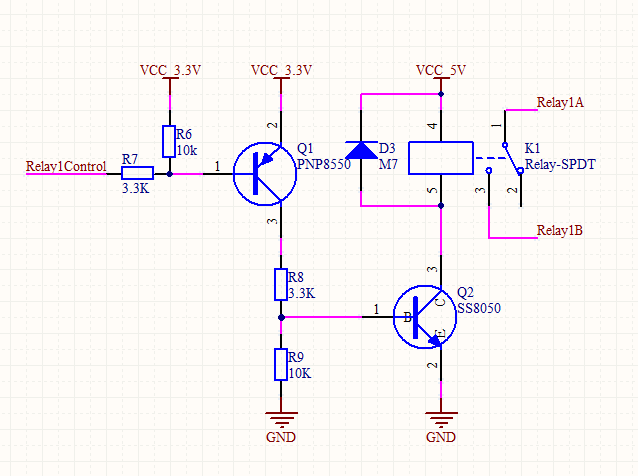 VCC_3.3V
VCC_3.3V
VCC_5V
Relay1A
R6
10k
2
4
1
Q1
PNP8550
D3
M7
K1
Relay-SPDT
Relay1Control
R7
3.3K
1
3
5
3
2
Relay1B
R8
3.3K
3
Q2
SS8050
1
B
C
E
R9
10K
2
GND
GND